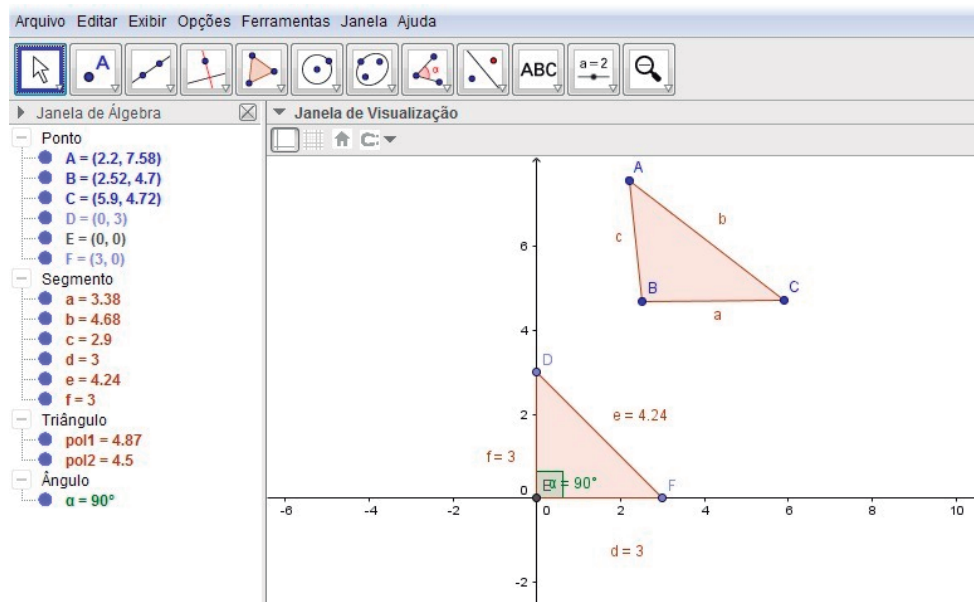 Arquivo Editar Exibir Opções Ferramentas Janela Ajuda
A α ABC a=2
Janela de Álgebra
Ponto
A = (2.2, 7.58)
B = (2.52, 4.7)
C = (5.9, 4.72)
D = (0, 3)
E = (0, 0)
F = (3, 0)
Segmento
a = 3.38
b = 4.68
c = 2.9
d = 3
e = 4.24
f = 3
Triângulo
pol1 = 4.87
pol2 = 4.5
Ângulo
α = 90°
Janela de Visualização
A
b
c
6
B C
a
4
D
2
e = 4.24
f = 3
E α = 90° F
0
-6 -4 -2 0 2 4 6 8 10
d = 3
-2